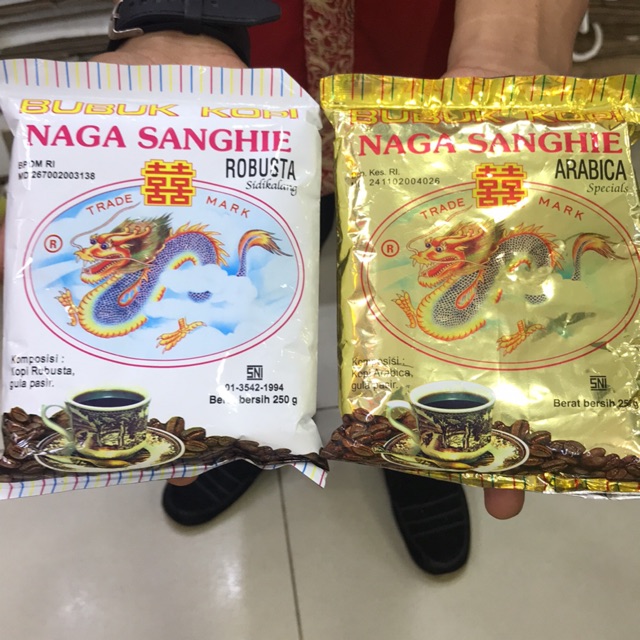 BUBUK KOPI
NAGA SANGHIE
BPOM RI
MD 267002003138
囍
ROBUSTA
Sidikalang
TRADE MARK
®
Komposisi :
Kopi Robusta,
gula pasir.
SNI
01-3542-1994
Berat bersih 250 g
BUBUK KOPI
NAGA SANGHIE
Kes. RI.
241102004026
囍
ARABICA
Specials
TRADE MARK
®
Komposisi :
Kopi Arabica,
gula pasir.
SNI
Berat bersih 250 g